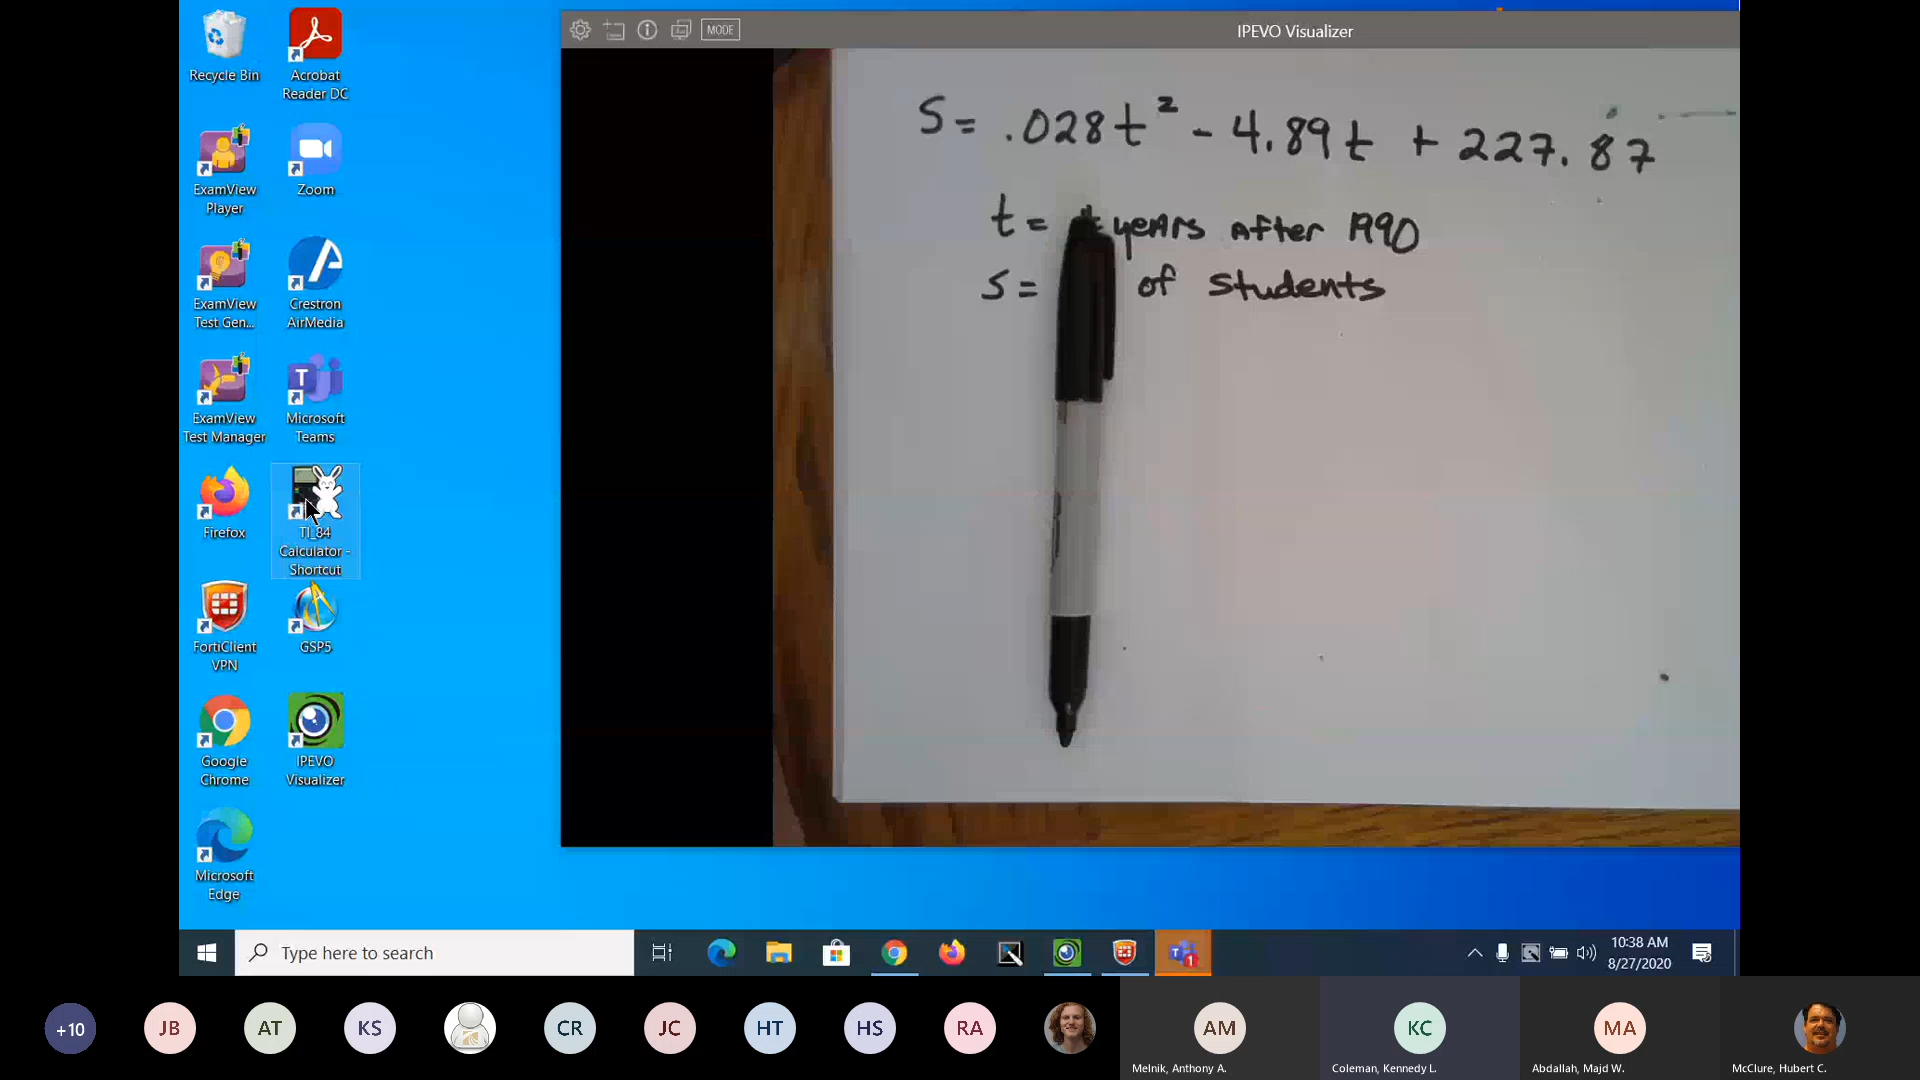 Recycle Bin
Acrobat
Reader DC
ExamView
Player
Zoom
ExamView
Test Gen...
Crestron
AirMedia
ExamView
Test Manager
Microsoft
Teams
Firefox
TI_84
Calculator -
Shortcut
FortiClient
VPN
GSP5
Google
Chrome
IPEVO
Visualizer
Microsoft
Edge
MODE
IPEVO Visualizer
S = .028t² - 4.89t + 227.87
t = years after 1990
S = of students
Type here to search
10:38 AM
8/27/2020
+10
JB
AT
KS
CR
JC
HT
HS
RA
AM
Melnik, Anthony A.
KC
Coleman, Kennedy L.
MA
Abdallah, Majd W.
McClure, Hubert C.